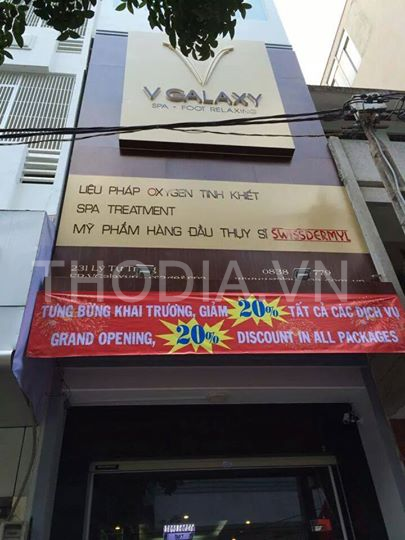 V GALAXY
SPA - FOOT RELAXING
LIỆU PHÁP OXYGEN TINH KHIẾT
SPA TREATMENT
MỸ PHẨM HÀNG ĐẦU THỤY SĨ SWISSDERMYL
231 Lý Tự
0838 779
THODIA.VN
TƯNG BỪNG KHAI TRƯƠNG, GIẢM 20% TẤT CẢ CÁC DỊCH VỤ
GRAND OPENING, 20% DISCOUNT IN ALL PACKAGES